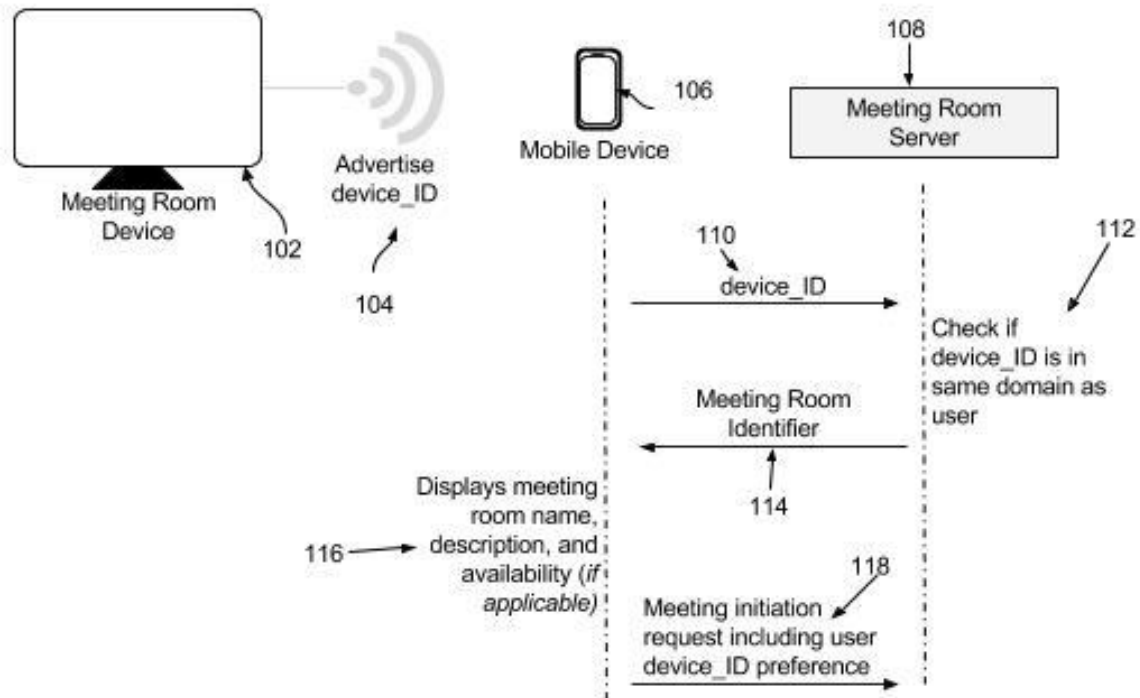 108
Meeting Room
Server
106
Mobile Device
Advertise
device_ID
Meeting Room
Device
102
104
110
device_ID
112
Check if
device_ID is in
same domain as
user
Meeting Room
Identifier
114
Displays meeting
room name,
description, and
availability (if
applicable)
116
118
Meeting initiation
request including user
device_ID preference